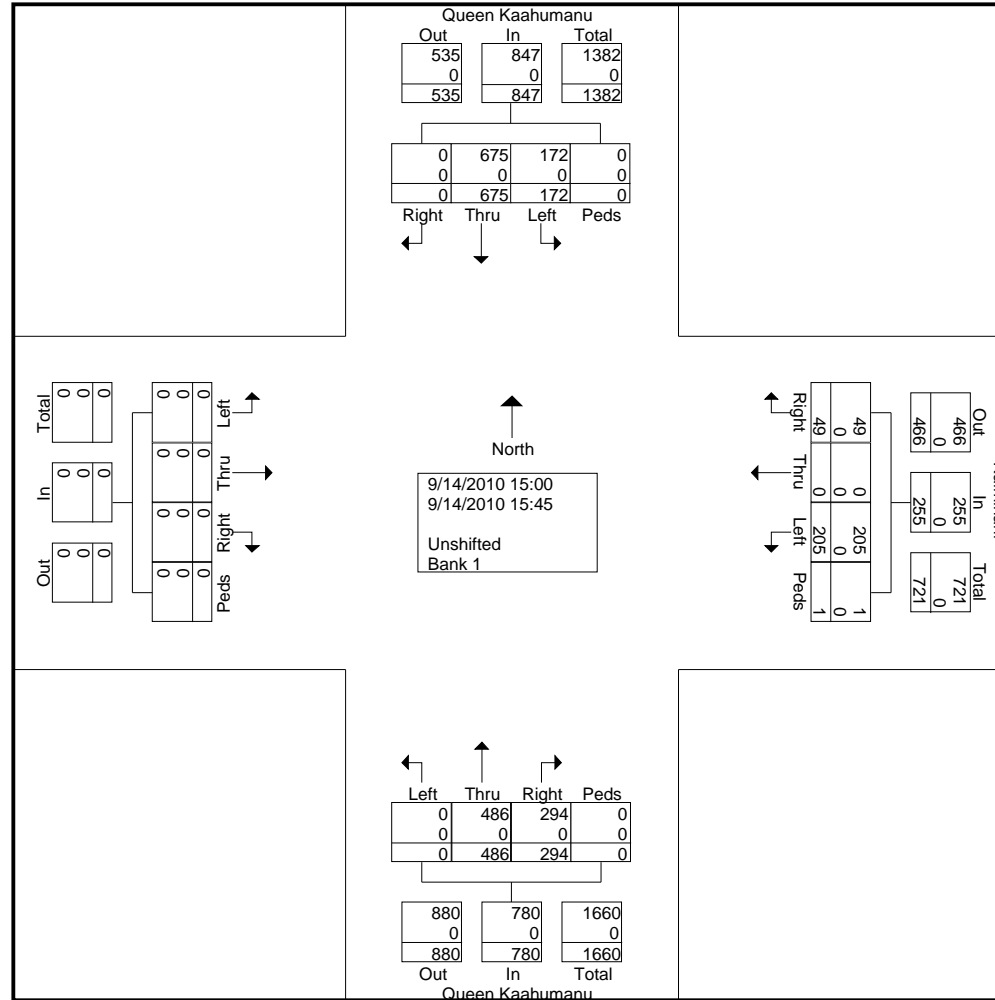 Queen Kaahumanu
Out In Total
535 847 1382
0 0 0
535 847 1382
0 675 172 0
0 0 0 0
0 675 172 0
Right Thru Left Peds
Total
0 0 0
In
0 0 0
Out
0 0 0
Left
0 0 0
Thru
0 0 0
Right
0 0 0
Peds
0 0 0
North
9/14/2010 15:00
9/14/2010 15:45
Unshifted
Bank 1
Right
49 0 49
Thru
0 0 0
Left
205 0 205
Peds
1 0 1
Out
466 0 466
In
255 0 255
Total
721 0 721
Left Thru Right Peds
0 486 294 0
0 0 0 0
0 486 294 0
880 780 1660
0 0 0
880 780 1660
Out In Total
Queen Kaahumanu